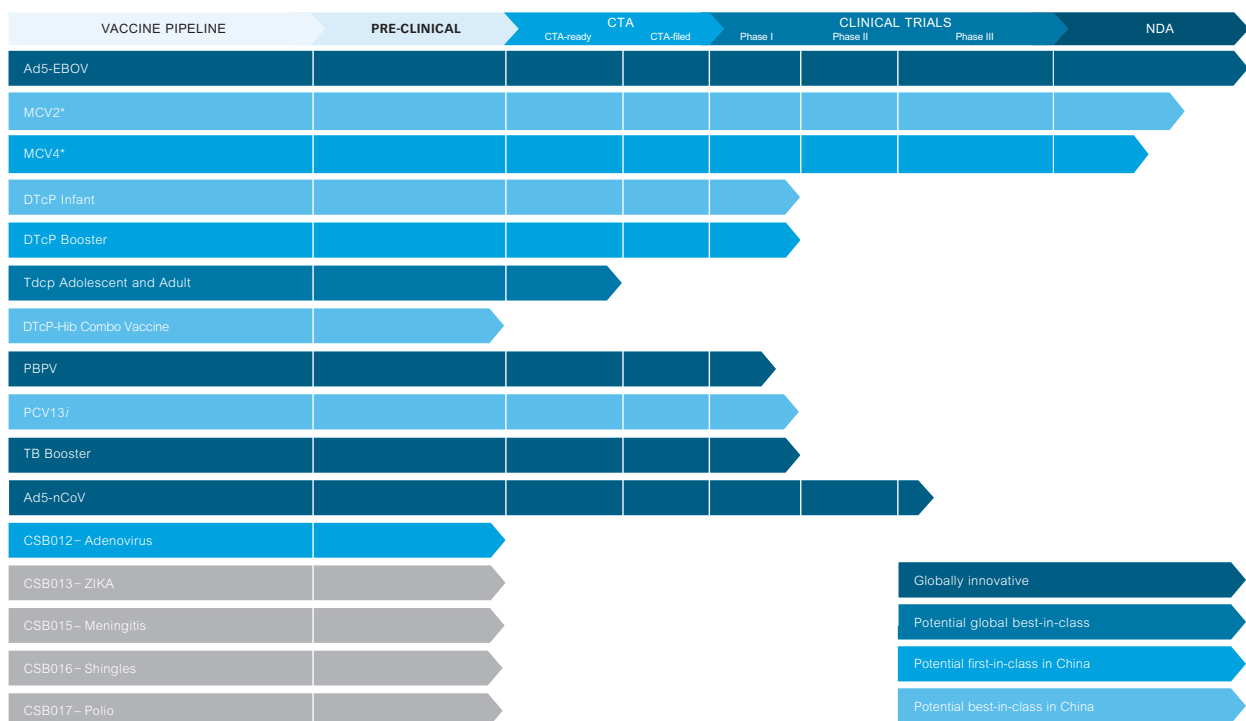 VACCINE PIPELINE PRE-CLINICAL CTA CLINICAL TRIALS NDA
CTA-ready CTA-filed Phase I Phase II Phase III
Ad5-EBOV
MCV2*
MCV4*
DTcP Infant
DTcP Booster
Tdcp Adolescent and Adult
DTcP-Hib Combo Vaccine
PBPV
PCV13i
TB Booster
Ad5-nCoV
CSB012– Adenovirus
CSB013– ZIKA
Globally innovative
CSB015– Meningitis
Potential global best-in-class
CSB016– Shingles
Potential first-in-class in China
CSB017– Polio
Potential best-in-class in China